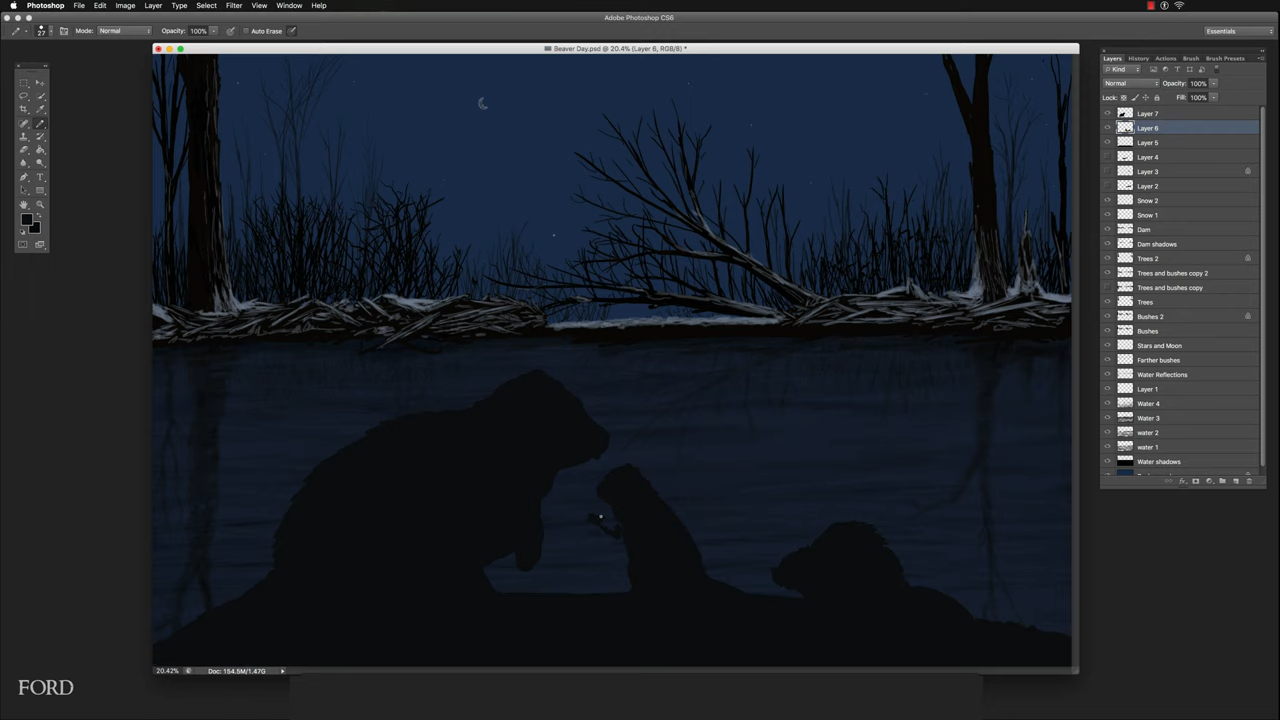 Photoshop File Edit Image Layer Type Select Filter View Window Help
Adobe Photoshop CS6
27 Mode: Normal Opacity: 100% Auto Erase Essentials
Beaver Day.psd @ 20.4% (Layer 6, RGB/8) *
Layers History Actions Brush Brush Presets
Kind
Normal Opacity: 100%
Lock: Fill: 100%
Layer 7
Layer 6
Layer 5
Layer 4
Layer 3
Layer 2
Snow 2
Snow 1
Dam
Dam shadows
Trees 2
Trees and bushes copy 2
Trees and bushes copy
Trees
Bushes 2
Bushes
Stars and Moon
Farther bushes
Water Reflections
Layer 1
Water 4
Water 3
water 2
water 1
Water shadows
20.42% Doc: 154.5M/1.47G
FORD